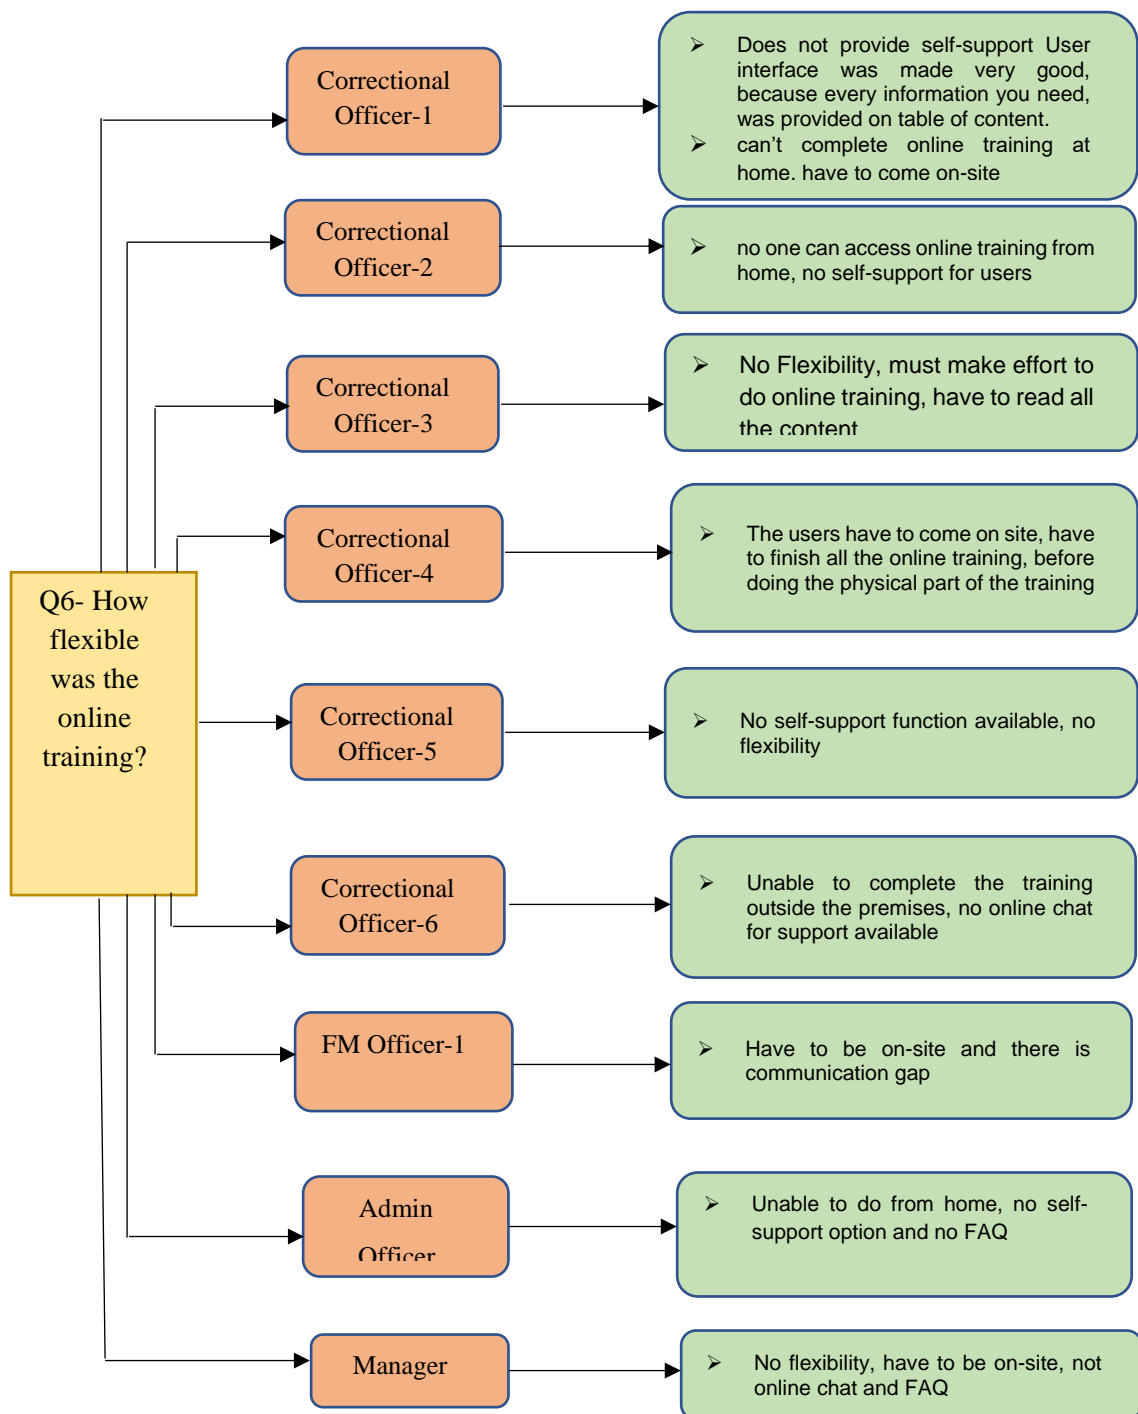 Correctional
Officer-1
➢ Does not provide self-support User
interface was made very good,
because every information you need,
was provided on table of content.
➢ can't complete online training at
home. have to come on-site
Correctional
Officer-2
➢ no one can access online training from
home, no self-support for users
Correctional
Officer-3
➢ No Flexibility, must make effort to
do online training, have to read all
the content
Correctional
Officer-4
➢ The users have to come on site, have
to finish all the online training, before
doing the physical part of the training
Q6- How
flexible
was the
online
training?
Correctional
Officer-5
➢ No self-support function available, no
flexibility
Correctional
Officer-6
➢ Unable to complete the training
outside the premises, no online chat
for support available
FM Officer-1
➢ Have to be on-site and there is
communication gap
Admin
Officer
➢ Unable to do from home, no self-
support option and no FAQ
Manager
➢ No flexibility, have to be on-site, not
online chat and FAQ